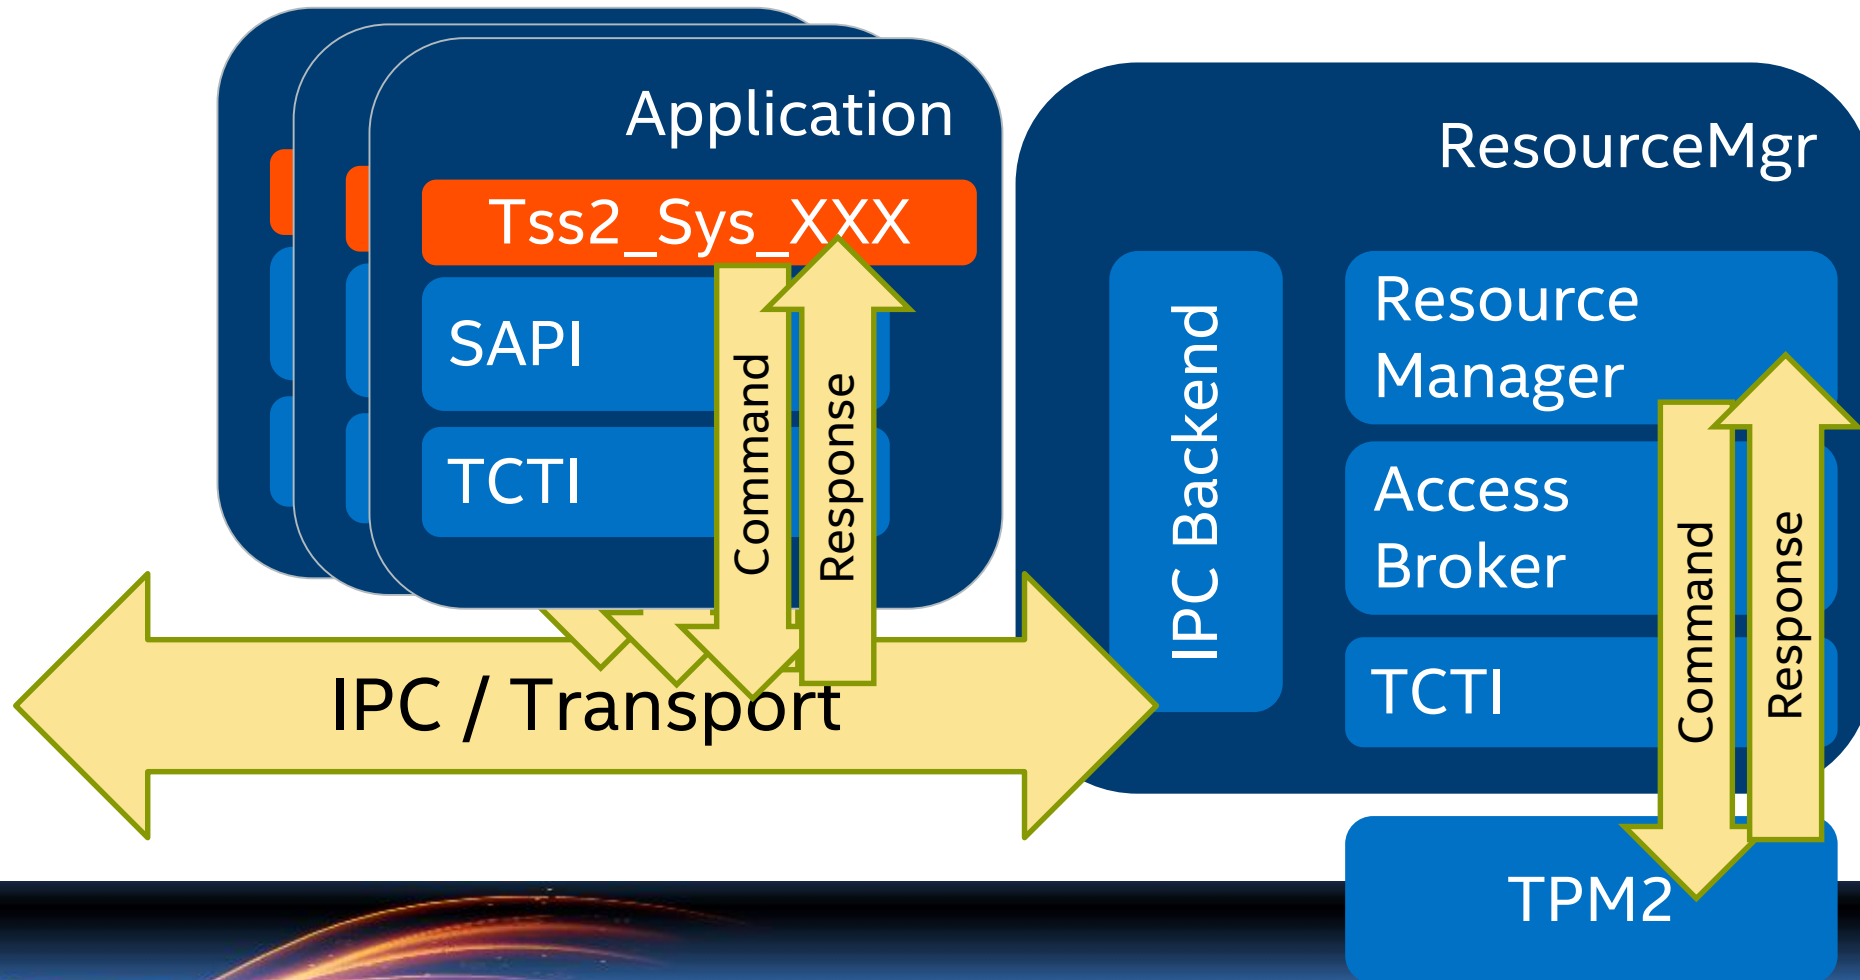 Application
Tss2_Sys_XXX
SAPI
TCTI
Command
Response
IPC / Transport
ResourceMgr
IPC Backend
Resource
Manager
Access
Broker
TCTI
Command
Response
TPM2